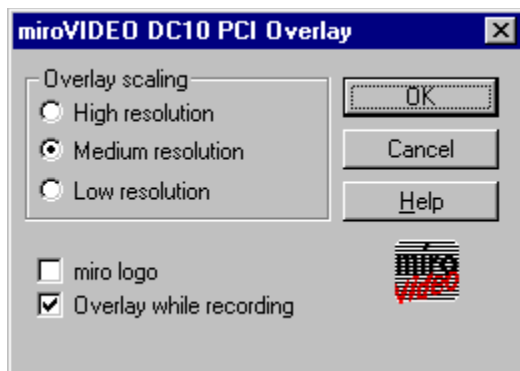 miroVIDEO DC10 PCI Overlay
Overlay scaling
High resolution
Medium resolution
Low resolution
OK
Cancel
Help
miro logo
Overlay while recording
miro
video